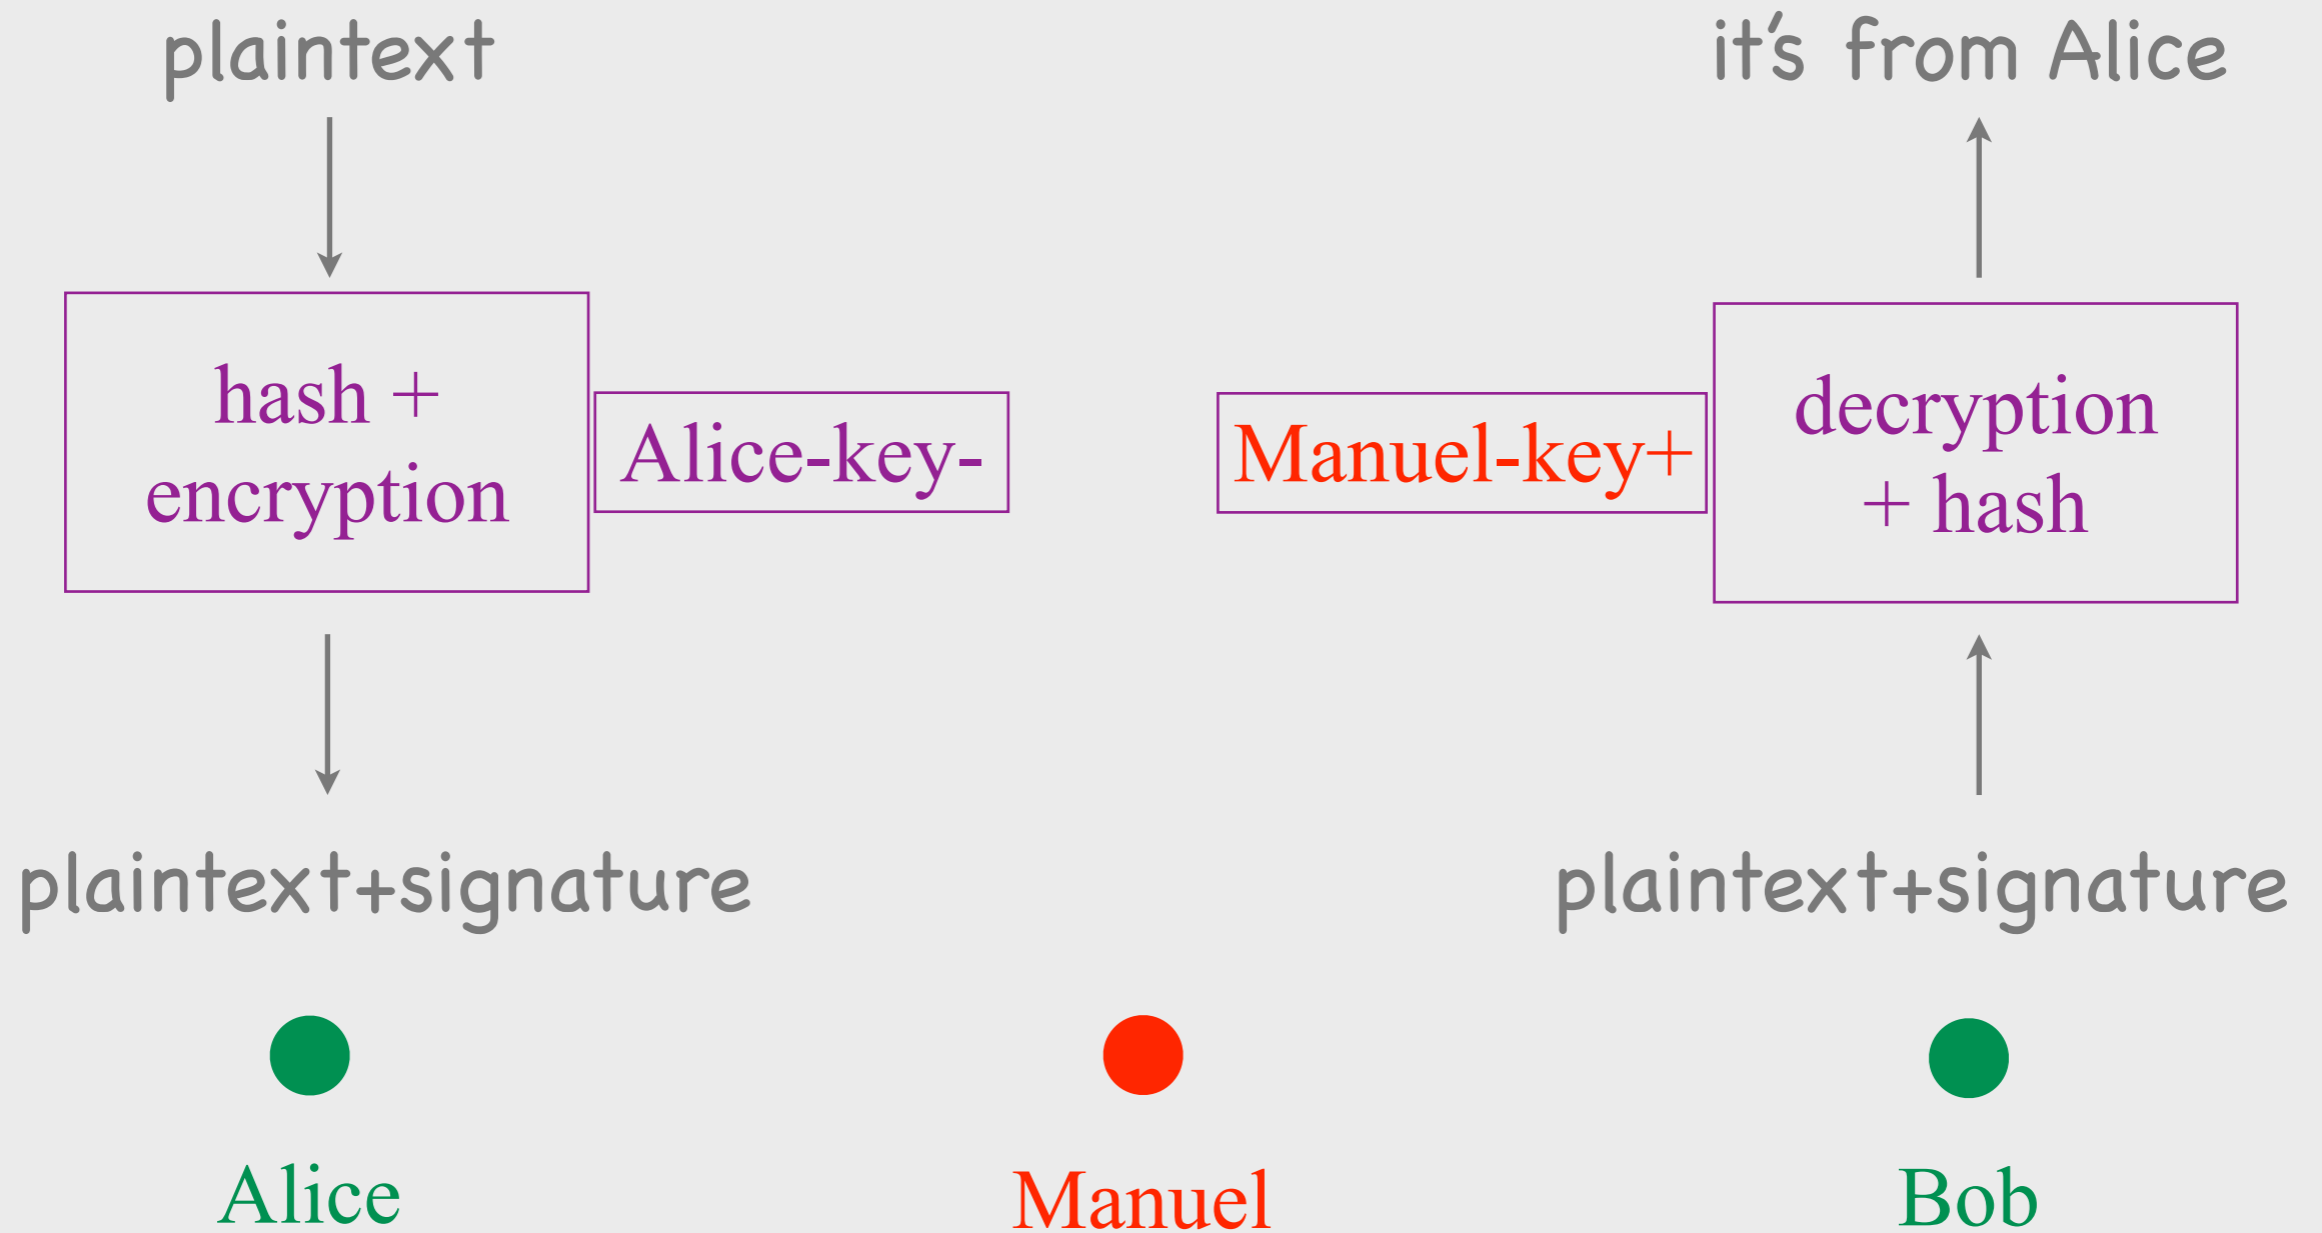 plaintext
it's from Alice
hash +
encryption
Alice-key-
Manuel-key+
decryption
+ hash
plaintext+signature
plaintext+signature
Alice
Manuel
Bob